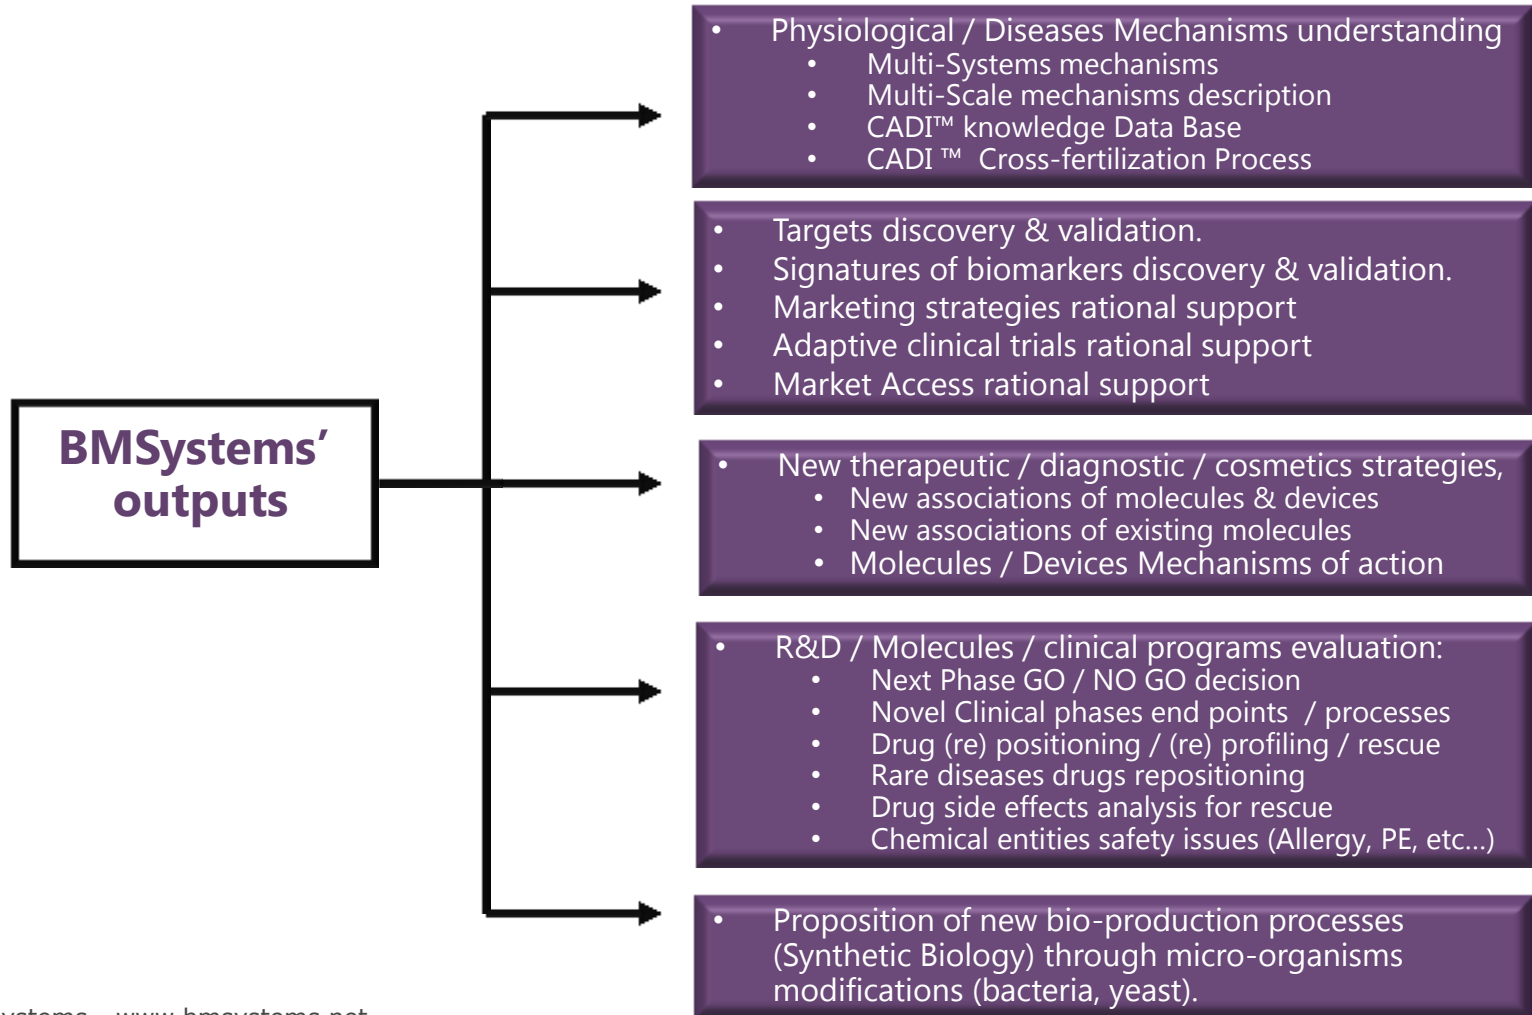 • Physiological / Diseases Mechanisms understanding
• Multi-Systems mechanisms
• Multi-Scale mechanisms description
• CADI™ knowledge Data Base
• CADI ™ Cross-fertilization Process
• Targets discovery & validation.
• Signatures of biomarkers discovery & validation.
• Marketing strategies rational support
• Adaptive clinical trials rational support
• Market Access rational support
BMSystems’
outputs
• New therapeutic / diagnostic / cosmetics strategies,
• New associations of molecules & devices
• New associations of existing molecules
• Molecules / Devices Mechanisms of action
• R&D / Molecules / clinical programs evaluation:
• Next Phase GO / NO GO decision
• Novel Clinical phases end points / processes
• Drug (re) positioning / (re) profiling / rescue
• Rare diseases drugs repositioning
• Drug side effects analysis for rescue
• Chemical entities safety issues (Allergy, PE, etc...)
• Proposition of new bio-production processes
(Synthetic Biology) through micro-organisms
modifications (bacteria, yeast).